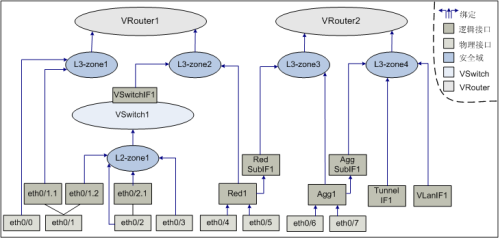 VRouter1
VRouter2
绑定
逻辑接口
物理接口
安全域
VSwitch
VRouter
L3-zone1
L3-zone2
L3-zone3
L3-zone4
VSwitchIF1
VSwitch1
L2-zone1
Red
SubIF1
Agg
SubIF1
eth0/1.1
eth0/1.2
eth0/2.1
Red1
Agg1
Tunnel
IF1
VLanIF1
eth0/0
eth0/1
eth0/2
eth0/3
eth0/4
eth0/5
eth0/6
eth0/7